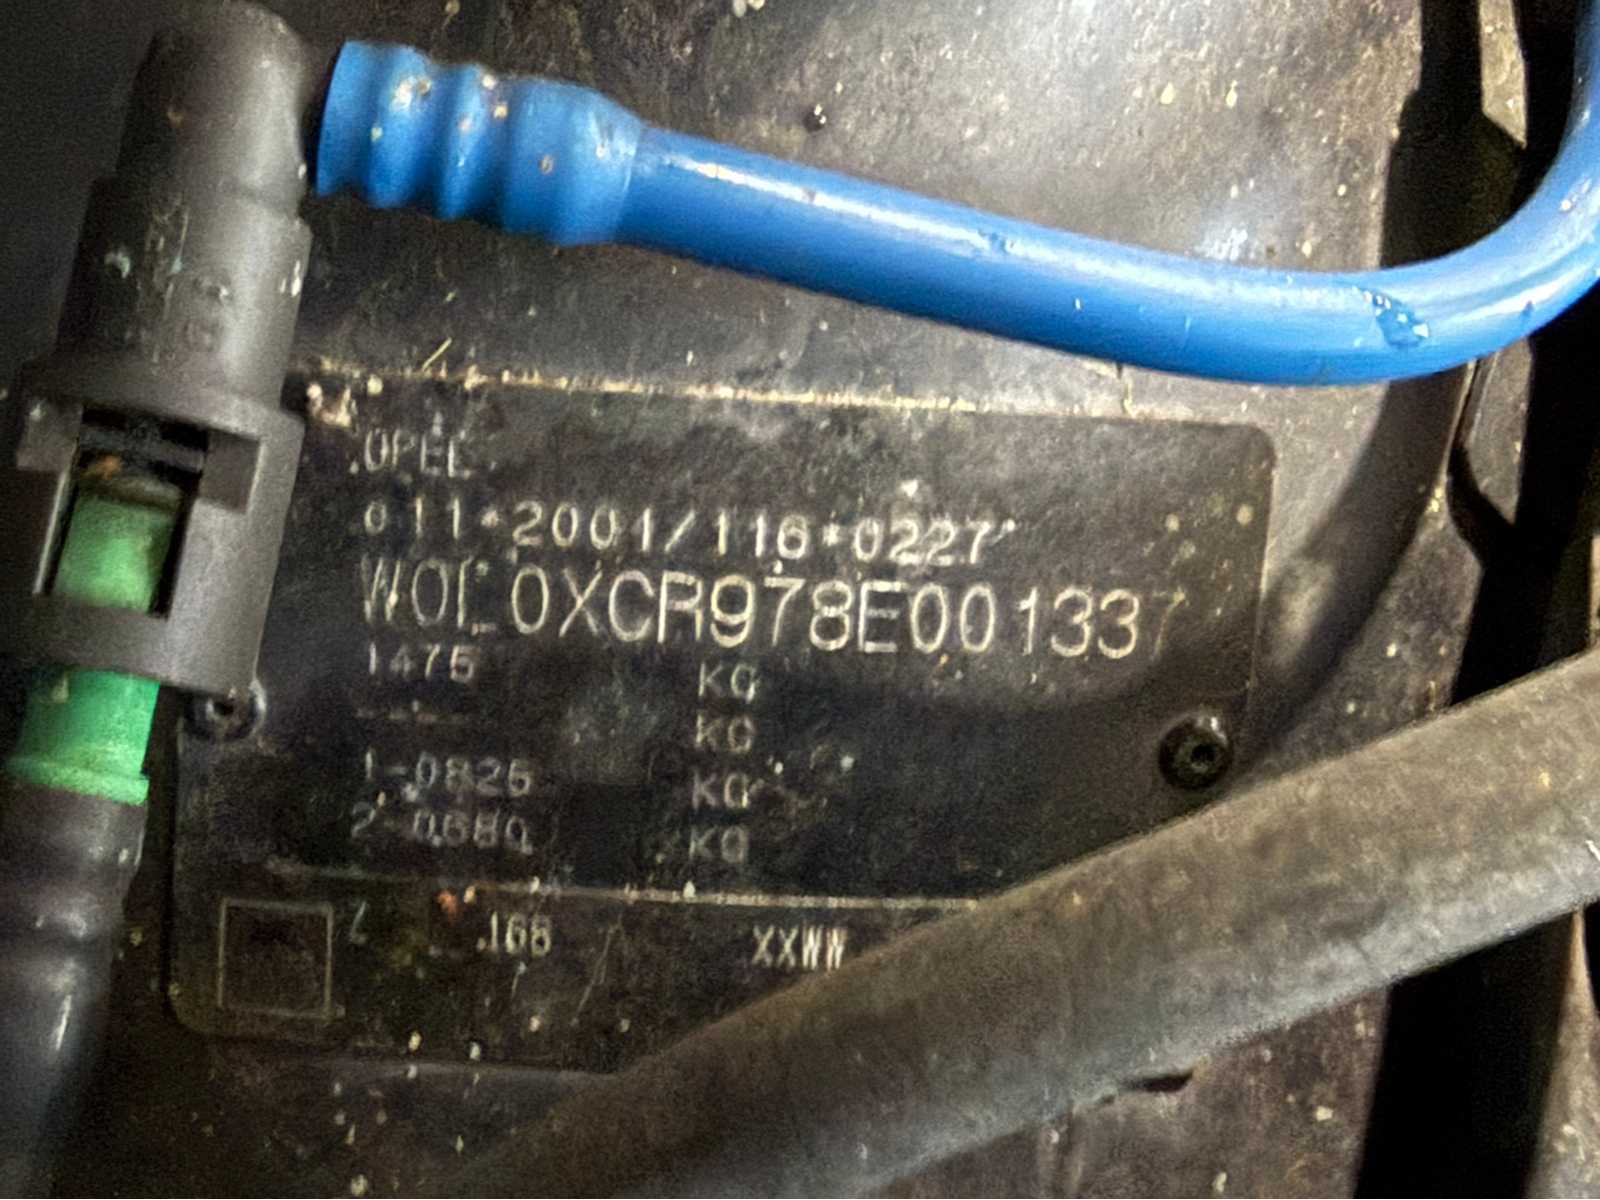 OPEL
e11*2001/116*0227*
W0L0XCR978E001337
1475 KG
--- KG
1-0825 KG
2-0680 KG
Z 168 XXWW